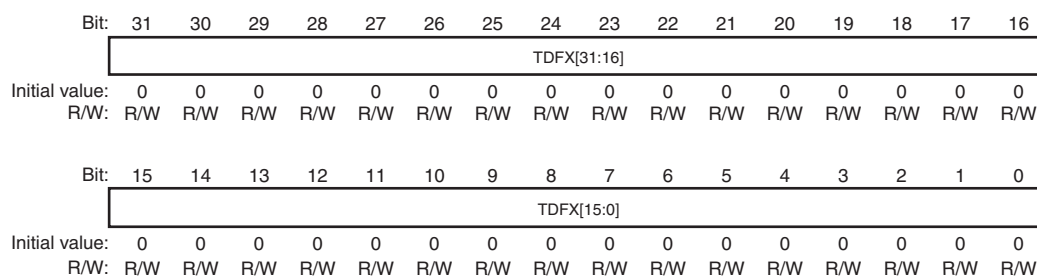 Bit: 31 30 29 28 27 26 25 24 23 22 21 20 19 18 17 16
TDFX[31:16]
Initial value: 0 0 0 0 0 0 0 0 0 0 0 0 0 0 0 0
R/W: R/W R/W R/W R/W R/W R/W R/W R/W R/W R/W R/W R/W R/W R/W R/W R/W
Bit: 15 14 13 12 11 10 9 8 7 6 5 4 3 2 1 0
TDFX[15:0]
Initial value: 0 0 0 0 0 0 0 0 0 0 0 0 0 0 0 0
R/W: R/W R/W R/W R/W R/W R/W R/W R/W R/W R/W R/W R/W R/W R/W R/W R/W